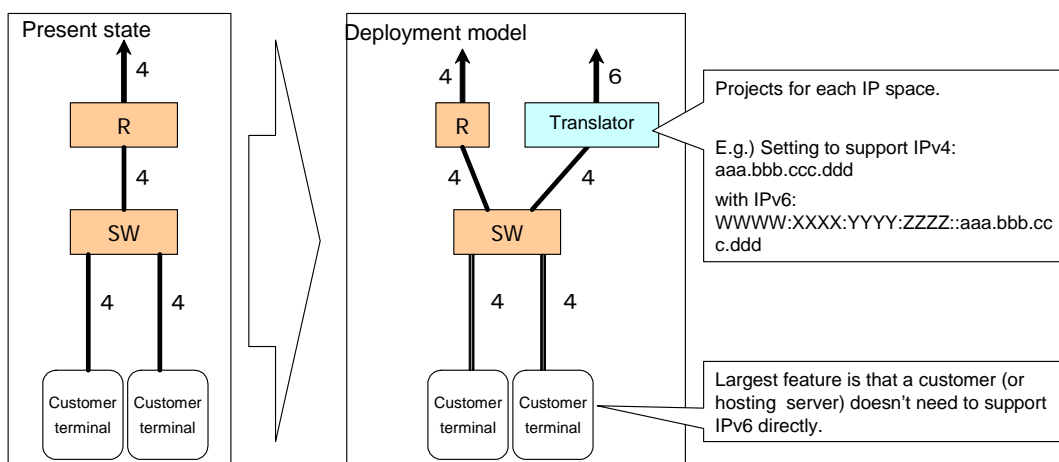 Present state
4
R
4
SW
4
4
Customer
terminal
Customer
terminal
Deployment model
4
6
R
Translator
4
4
SW
4
4
Customer
terminal
Customer
terminal
Projects for each IP space.
E.g.) Setting to support IPv4:
aaa.bbb.ccc.ddd
with IPv6:
WWWW:XXXX:YYYY:ZZZZ::aaa.bbb.cc
c.ddd
Largest feature is that a customer (or
hosting server) doesn't need to support
IPv6 directly.